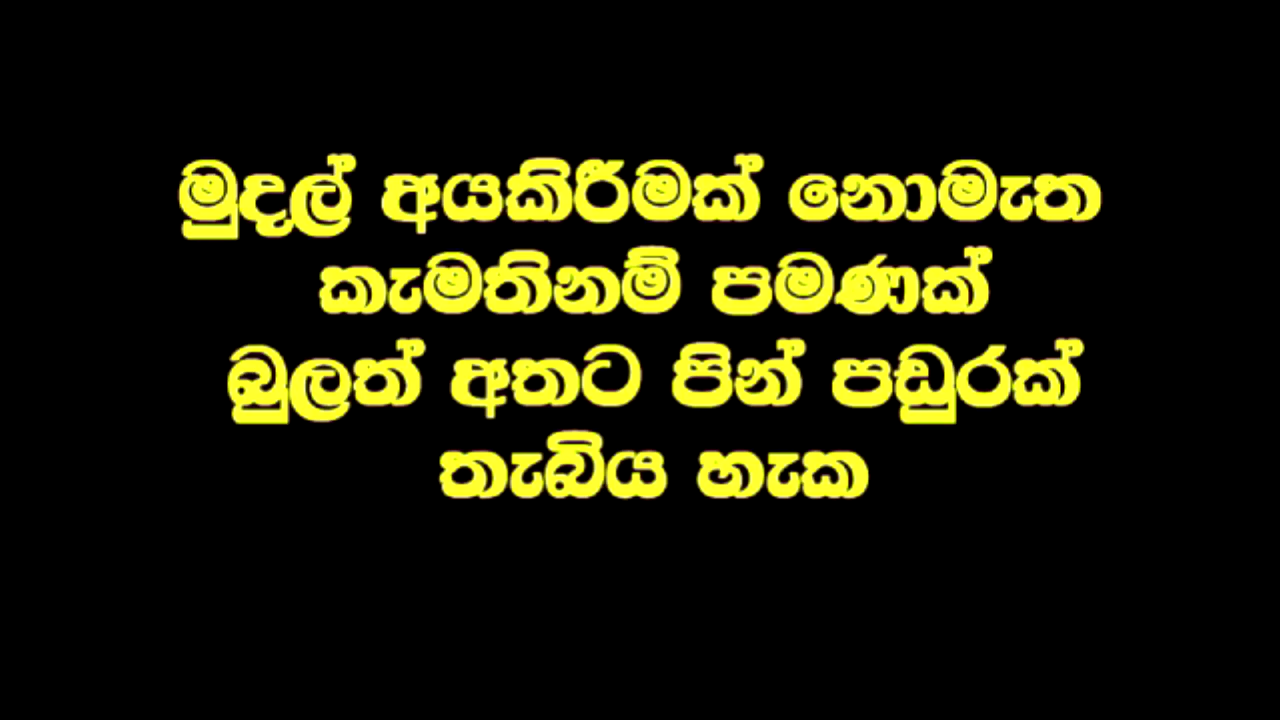 මුදල් අයකිරීමක් නොමැත
කැමතිනම් පමණක්
බුලත් අතට පින් පඩුරක්
තැබිය හැක